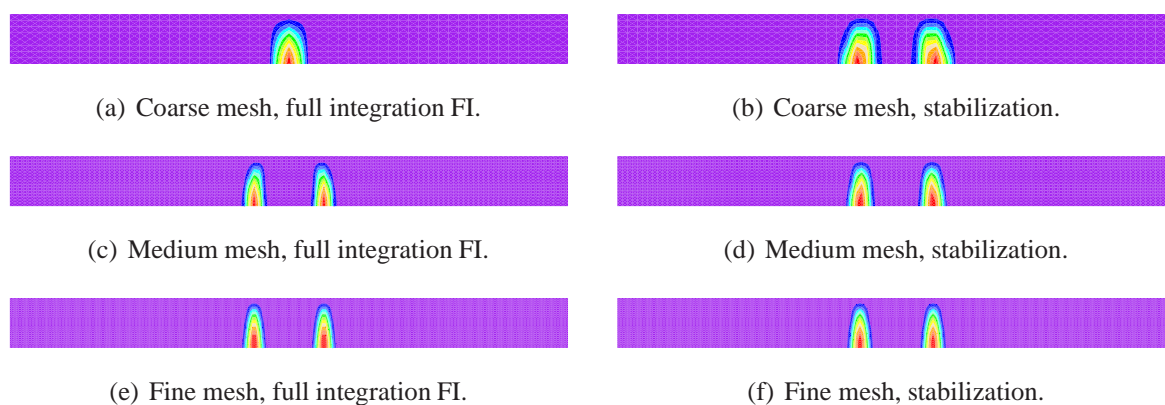 (a) Coarse mesh, full integration FI.
(b) Coarse mesh, stabilization.
(c) Medium mesh, full integration FI.
(d) Medium mesh, stabilization.
(e) Fine mesh, full integration FI.
(f) Fine mesh, stabilization.